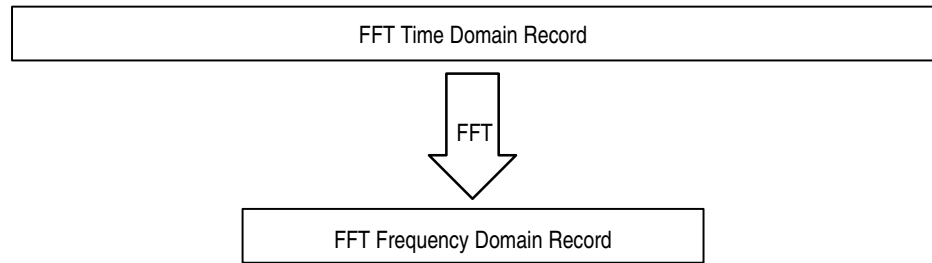 FFT Time Domain Record
FFT
FFT Frequency Domain Record